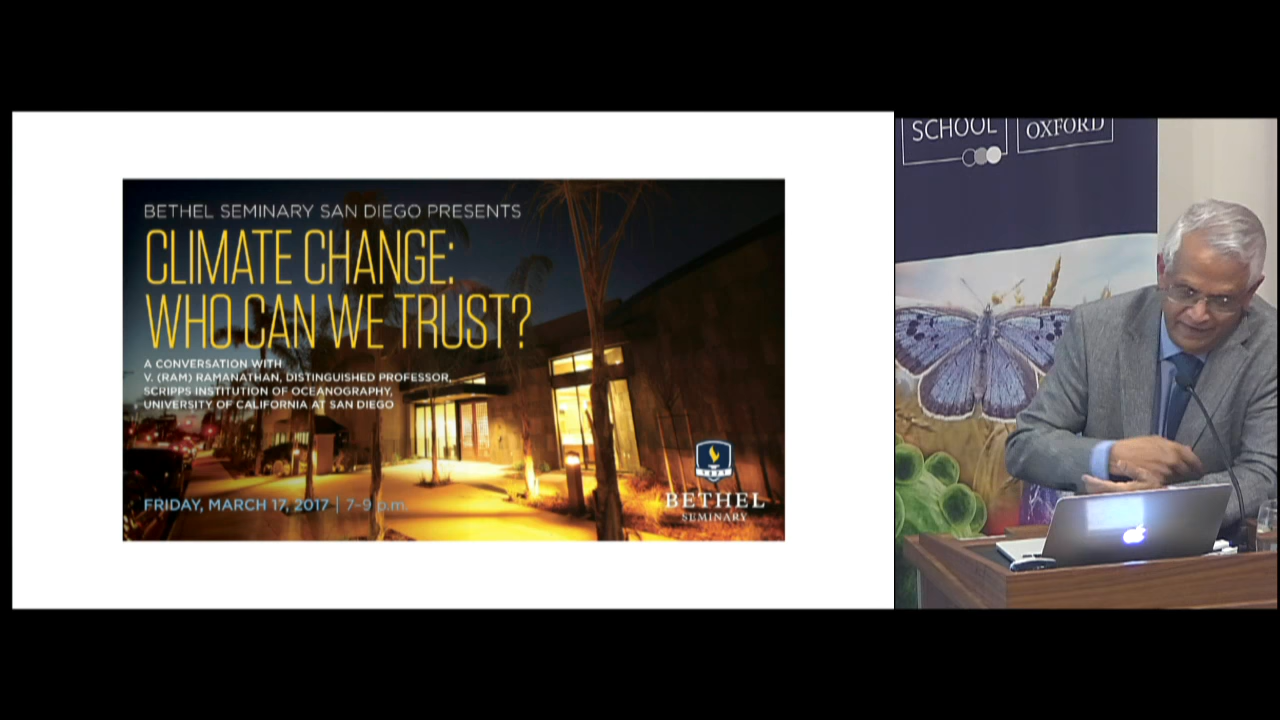 BETHEL SEMINARY SAN DIEGO PRESENTS
CLIMATE CHANGE:
WHO CAN WE TRUST?
A CONVERSATION WITH
V. (RAM) RAMANATHAN, DISTINGUISHED PROFESSOR,
SCRIPPS INSTITUTION OF OCEANOGRAPHY,
UNIVERSITY OF CALIFORNIA AT SAN DIEGO
FRIDAY, MARCH 17, 2017 | 7–9 p.m.
BETHEL
SEMINARY
SCHOOL
OXFORD